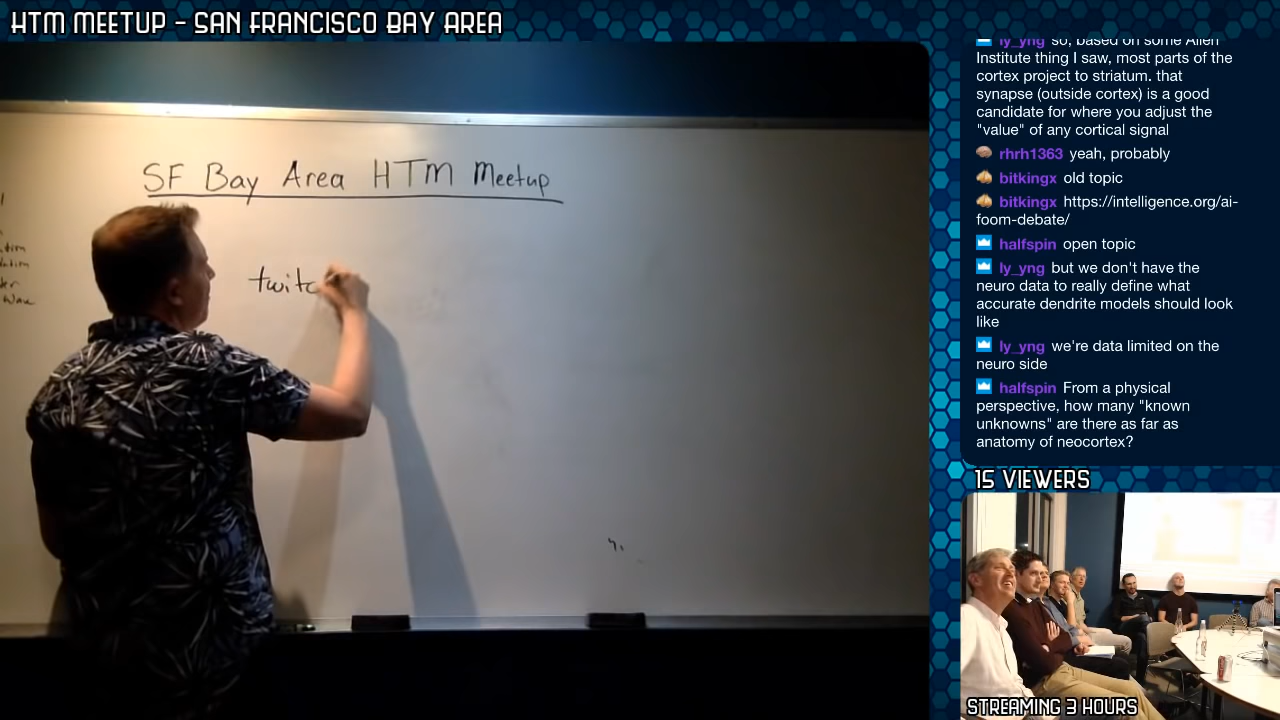 HTM MEETUP - SAN FRANCISCO BAY AREA
SF Bay Area HTM Meetup
twitc
ly_yng so, based on some Allen
Institute thing I saw, most parts of the
cortex project to striatum. that
synapse (outside cortex) is a good
candidate for where you adjust the
"value" of any cortical signal
rhrh1363 yeah, probably
bitkingx old topic
bitkingx https://intelligence.org/ai-
foom-debate/
halfspin open topic
ly_yng but we don't have the
neuro data to really define what
accurate dendrite models should look
like
ly_yng we're data limited on the
neuro side
halfspin From a physical
perspective, how many "known
unknowns" are there as far as
anatomy of neocortex?
15 VIEWERS
STREAMING 3 HOURS